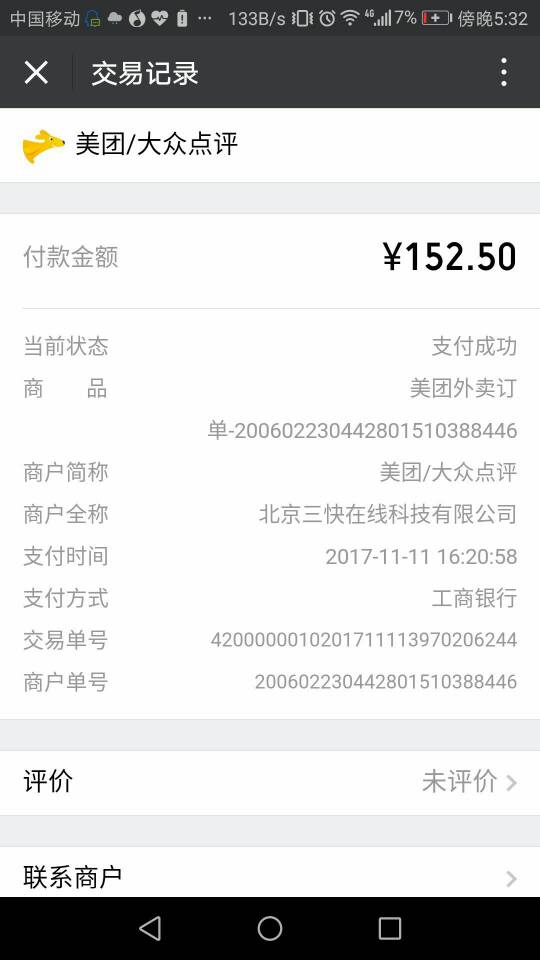 中国移动 ··· 133B/s 4G 7% 傍晚5:32
交易记录
美团/大众点评
付款金额 ¥152.50
当前状态 支付成功
商 品 美团外卖订
单-200602230442801510388446
商户简称 美团/大众点评
商户全称 北京三快在线科技有限公司
支付时间 2017-11-11 16:20:58
支付方式 工商银行
交易单号 4200000010201711113970206244
商户单号 200602230442801510388446
评价 未评价
联系商户